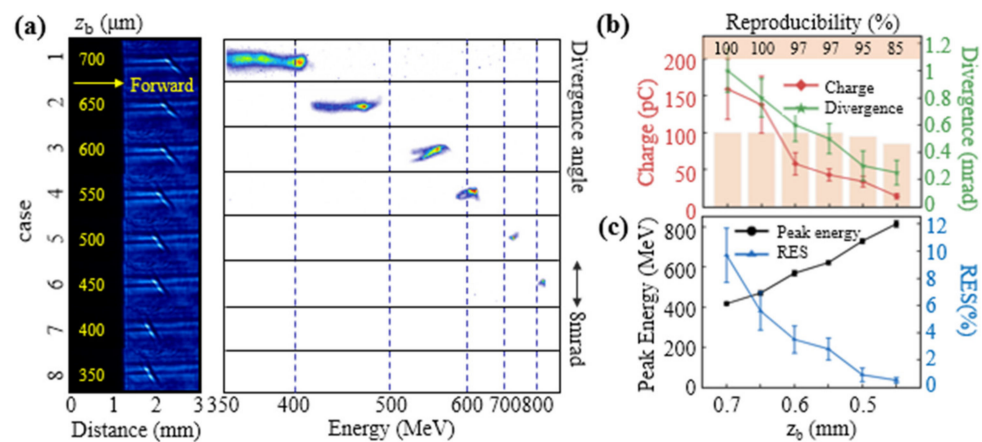 (a)
z_b (μm)
case
1
2
3
4
5
6
7
8
700
Forward
650
600
550
500
450
400
350
0 1 2 3
Distance (mm)
Divergence angle
8mrad
350 400 500 600 700 800
Energy (MeV)
(b)
Reproducibility (%)
100 100 97 97 95 85
Charge
Divergence
Charge (pC)
200
150
100
50
0
Divergence (mrad)
1.2
1
0.8
0.6
0.4
0.2
0
(c)
Peak energy
RES
Peak Energy (MeV)
800
600
400
200
0
RES(%)
12
10
8
6
4
2
0
0.7 0.6 0.5
z_b (mm)